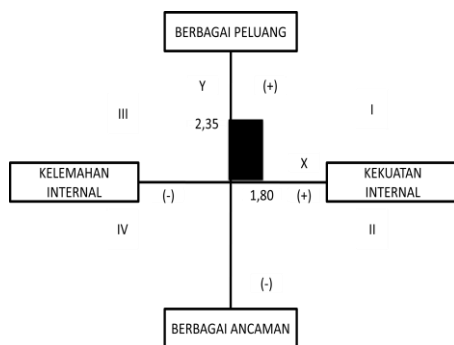 BERBAGAI PELUANG
Y (+)
III I
2,35
KELEMAHAN
INTERNAL
X
KEKUATAN
INTERNAL
(-) 1,80 (+)
IV II
(-)
BERBAGAI ANCAMAN